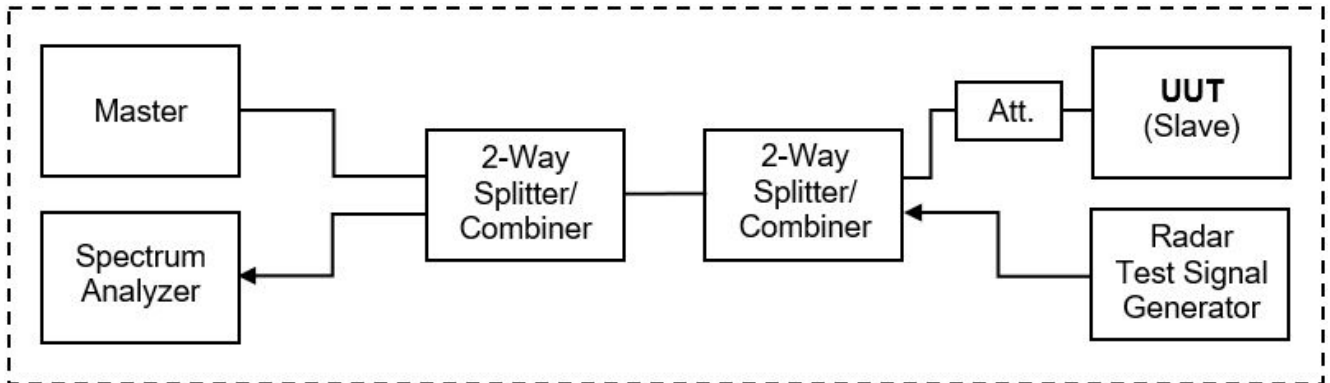 Master
Spectrum
Analyzer
2-Way
Splitter/
Combiner
2-Way
Splitter/
Combiner
Att.
UUT
(Slave)
Radar
Test Signal
Generator